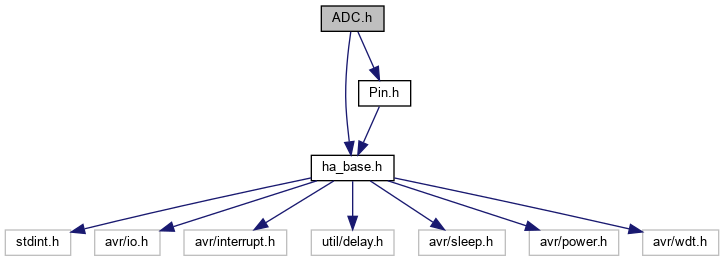 ADC.h
Pin.h
ha_base.h
stdint.h
avr/io.h
avr/interrupt.h
util/delay.h
avr/sleep.h
avr/power.h
avr/wdt.h